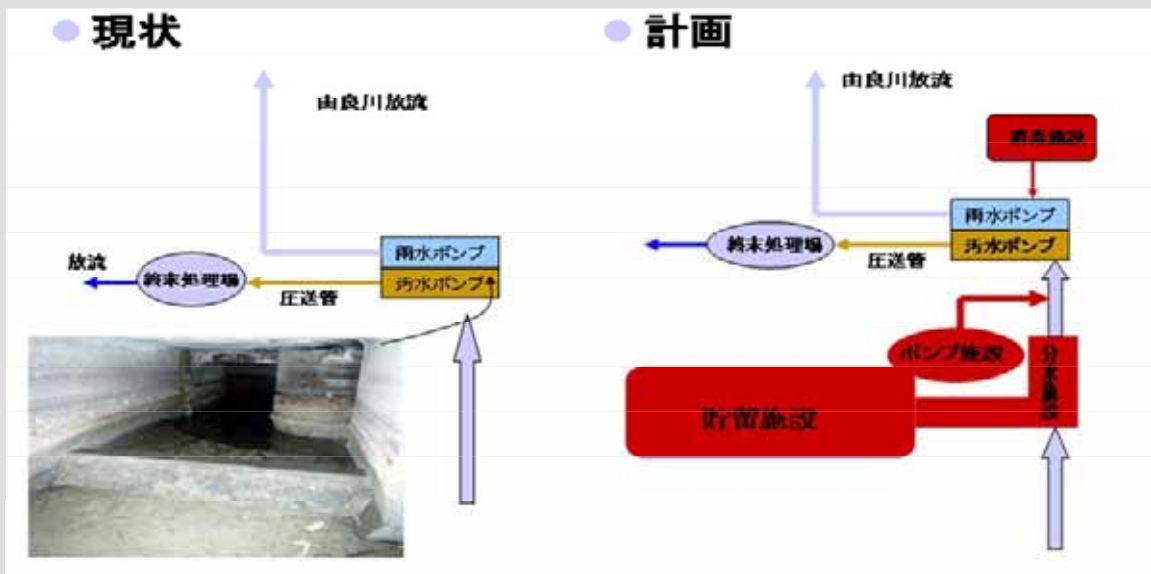 現状
由良川放流
雨水ポンプ
汚水ポンプ
放流
終末処理場
圧送管
計画
由良川放流
消毒施設
雨水ポンプ
汚水ポンプ
終末処理場
圧送管
ポンプ施設
分水施設
貯留施設